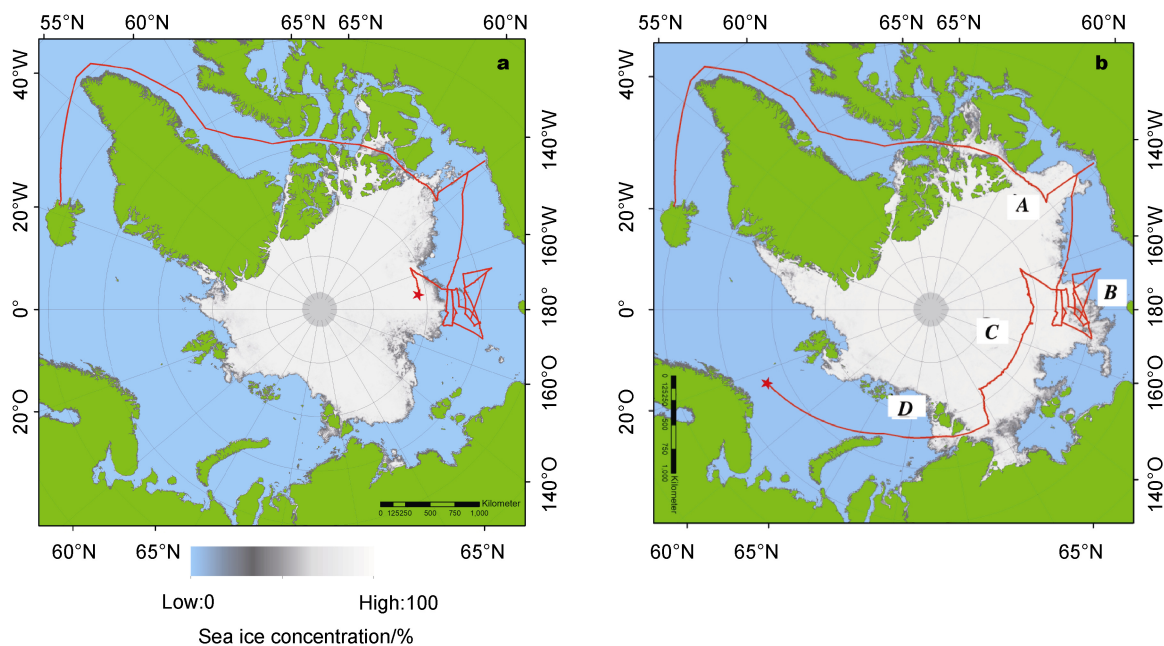 55°N 60°N 65°N 65°N 60°N
55°N 60°N 65°N 65°N 60°N
a
b
40°W
20°W
0°
20°O
140°W
160°W
180°
160°O
140°O
40°W
20°W
0°
20°O
140°W
160°W
180°
160°O
140°O
A
B
C
D
Kilometer
0 125250 500 750 1,000
Kilometer
0 125250 500 750 1,000
60°N 65°N 65°N
60°N 65°N 65°N
Low:0 High:100
Sea ice concentration/%